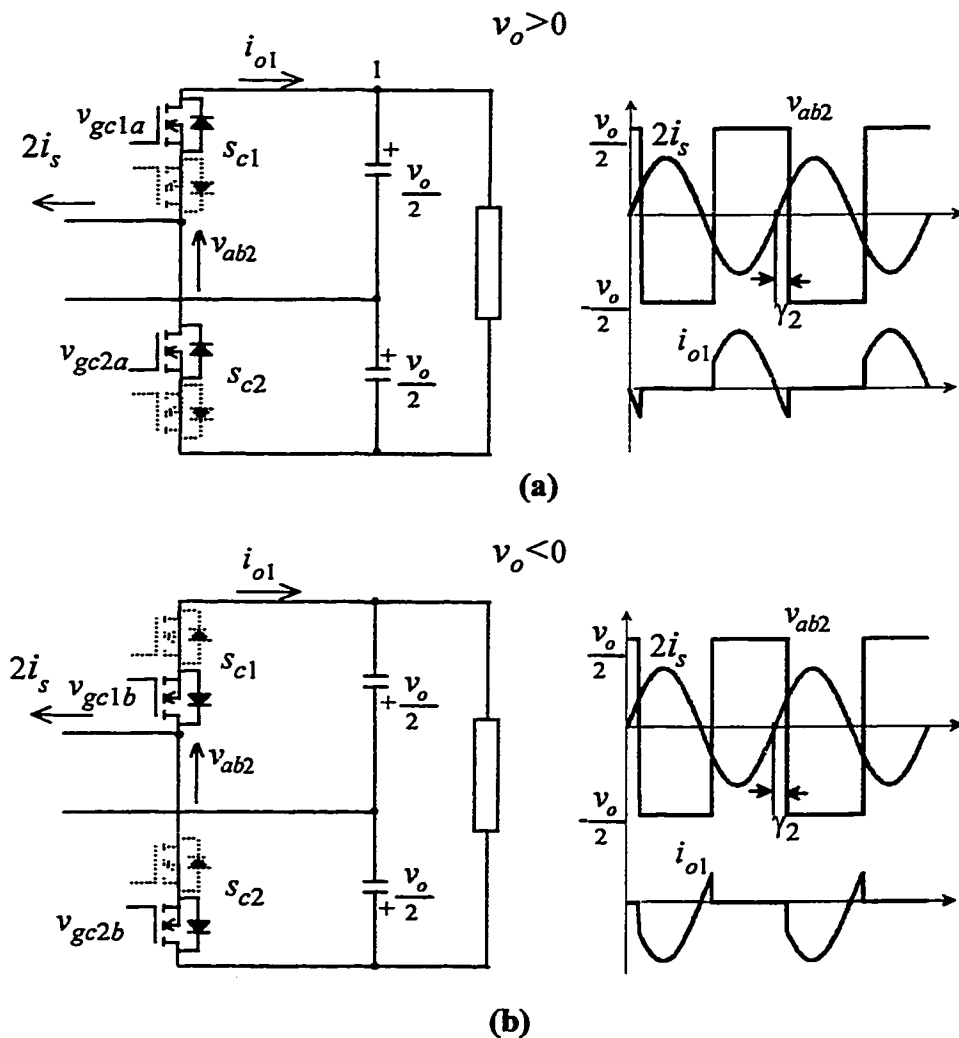 v_o>0
i_o1
1
v_gc1a
2i_s
s_c1
+
v_o/2
v_ab2
v_gc2a
s_c2
+
v_o/2
v_o/2
2i_s
v_ab2
-v_o/2
γ_2
i_o1
(a)
v_o<0
i_o1
s_c1
2i_s
v_gc1b
+
v_o/2
v_ab2
s_c2
+
v_o/2
v_gc2b
v_o/2
2i_s
v_ab2
-v_o/2
γ_2
i_o1
(b)